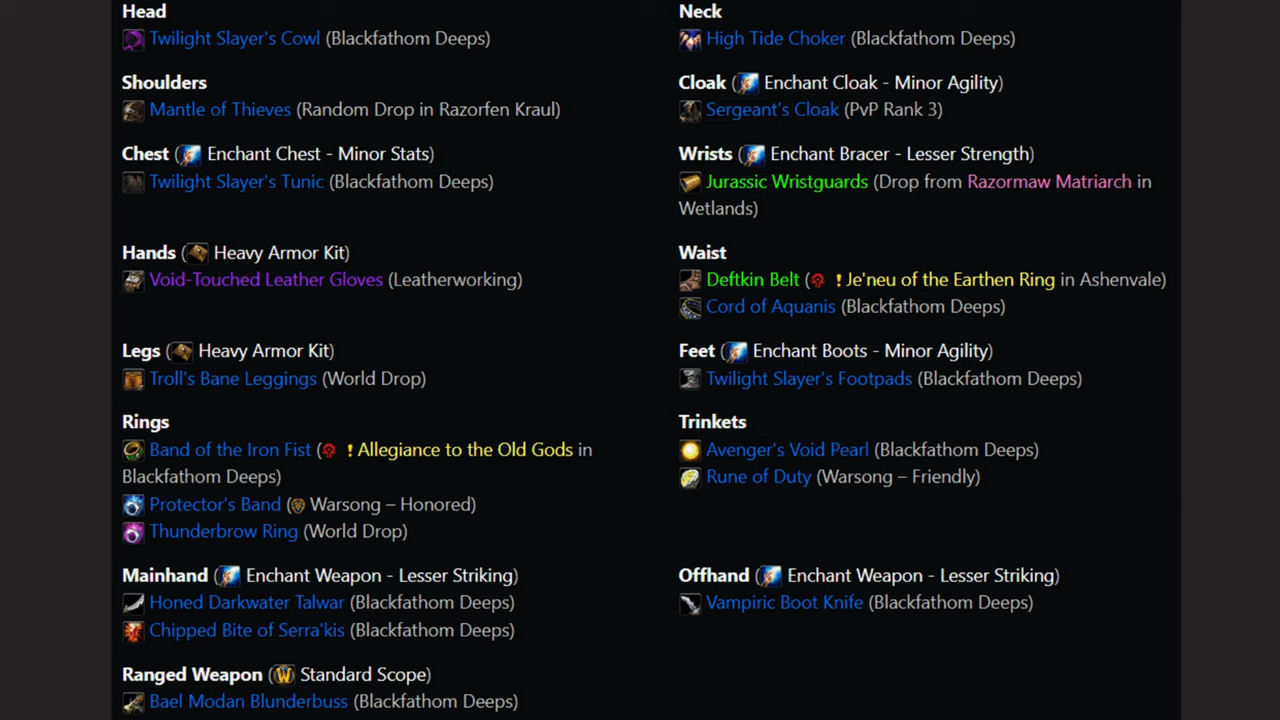 Head
Twilight Slayer's Cowl (Blackfathom Deeps)
Neck
High Tide Choker (Blackfathom Deeps)
Shoulders
Mantle of Thieves (Random Drop in Razorfen Kraul)
Cloak (Enchant Cloak - Minor Agility)
Sergeant's Cloak (PvP Rank 3)
Chest (Enchant Chest - Minor Stats)
Twilight Slayer's Tunic (Blackfathom Deeps)
Wrists (Enchant Bracer - Lesser Strength)
Jurassic Wristguards (Drop from Razormaw Matriarch in
Wetlands)
Hands (Heavy Armor Kit)
Void-Touched Leather Gloves (Leatherworking)
Waist
Deftkin Belt (! Je'neu of the Earthen Ring in Ashenvale)
Cord of Aquanis (Blackfathom Deeps)
Legs (Heavy Armor Kit)
Troll's Bane Leggings (World Drop)
Feet (Enchant Boots - Minor Agility)
Twilight Slayer's Footpads (Blackfathom Deeps)
Rings
Band of the Iron Fist (! Allegiance to the Old Gods in
Blackfathom Deeps)
Protector's Band (Warsong – Honored)
Thunderbrow Ring (World Drop)
Trinkets
Avenger's Void Pearl (Blackfathom Deeps)
Rune of Duty (Warsong – Friendly)
Mainhand (Enchant Weapon - Lesser Striking)
Honed Darkwater Talwar (Blackfathom Deeps)
Chipped Bite of Serra'kis (Blackfathom Deeps)
Offhand (Enchant Weapon - Lesser Striking)
Vampiric Boot Knife (Blackfathom Deeps)
Ranged Weapon (Standard Scope)
Bael Modan Blunderbuss (Blackfathom Deeps)